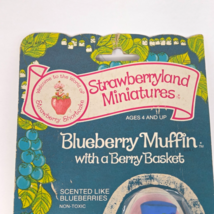 Welcome to the World of
Strawberry Shortcake
Strawberryland
Miniatures
AGES 4 AND UP
Blueberry Muffin
with a Berry Basket
SCENTED LIKE
BLUEBERRIES
NON-TOXIC